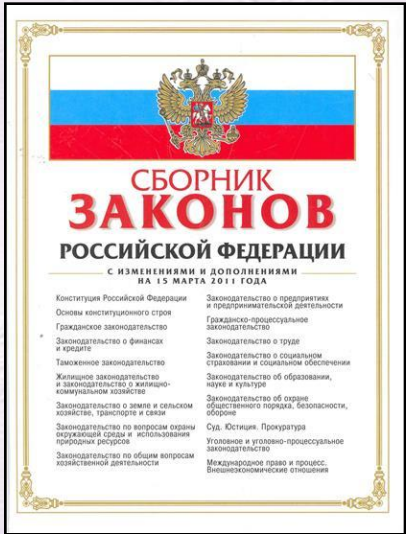 СБОРНИК
ЗАКОНОВ
РОССИЙСКОЙ ФЕДЕРАЦИИ
С ИЗМЕНЕНИЯМИ И ДОПОЛНЕНИЯМИ
НА 15 МАРТА 2011 ГОДА
Конституция Российской Федерации
Основы конституционного строя
Гражданское законодательство
Законодательство о финансах
и кредите
Таможенное законодательство
Жилищное законодательство
и законодательство о жилищно-
коммунальном хозяйстве
Законодательство о земле и сельском
хозяйстве, транспорте и связи
Законодательство по вопросам охраны
окружающей среды и использования
природных ресурсов
Законодательство по общим вопросам
хозяйственной деятельности
Законодательство о предприятиях
и предпринимательской деятельности
Гражданско-процессуальное
законодательство
Законодательство о труде
Законодательство о социальном
страховании и социальном обеспечении
Законодательство об образовании,
науке и культуре
Законодательство об охране
общественного порядка, безопасности,
обороне
Суд. Юстиция. Прокуратура
Уголовное и уголовно-процессуальное
законодательство
Международное право и процесс.
Внешнеэкономические отношения